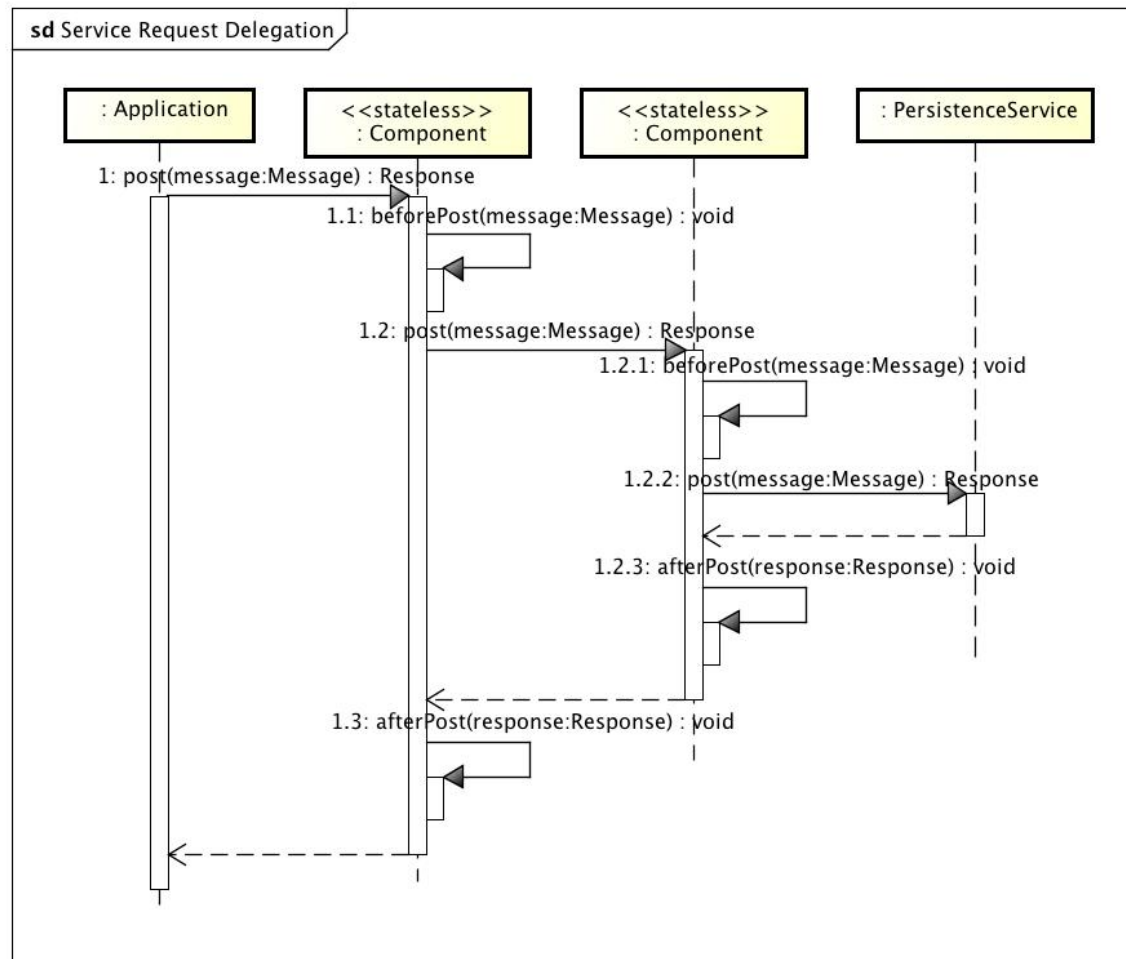 sd Service Request Delegation
: Application
<<stateless>>
: Component
<<stateless>>
: Component
: PersistenceService
1: post(message:Message) : Response
1.1: beforePost(message:Message) : void
1.2: post(message:Message) : Response
1.2.1: beforePost(message:Message) : void
1.2.2: post(message:Message) : Response
1.2.3: afterPost(response:Response) : void
1.3: afterPost(response:Response) : void